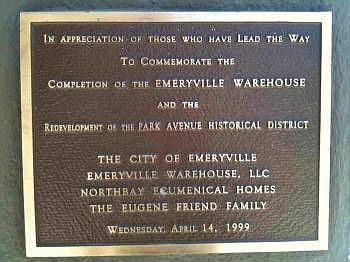 In Appreciation of those who have Lead the Way
To Commemorate the
Completion of the EMERYVILLE WAREHOUSE
and the
Redevelopment of the PARK AVENUE HISTORICAL DISTRICT
THE CITY OF EMERYVILLE
EMERYVILLE WAREHOUSE, LLC
NORTHBAY ECUMENICAL HOMES
THE EUGENE FRIEND FAMILY
Wednesday, April 14, 1999